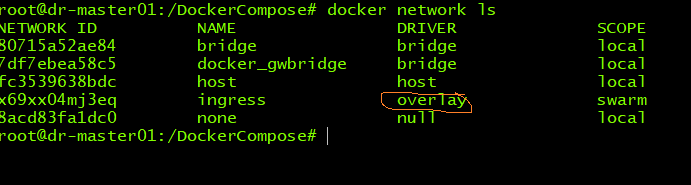 root@dr-master01:/DockerCompose# docker network ls
NETWORK ID NAME DRIVER SCOPE
80715a52ae84 bridge bridge local
7df7ebea58c5 docker_gwbridge bridge local
fc3539638bdc host host local
x69xx04mj3eq ingress overlay swarm
8acd83fa1dc0 none null local
root@dr-master01:/DockerCompose#